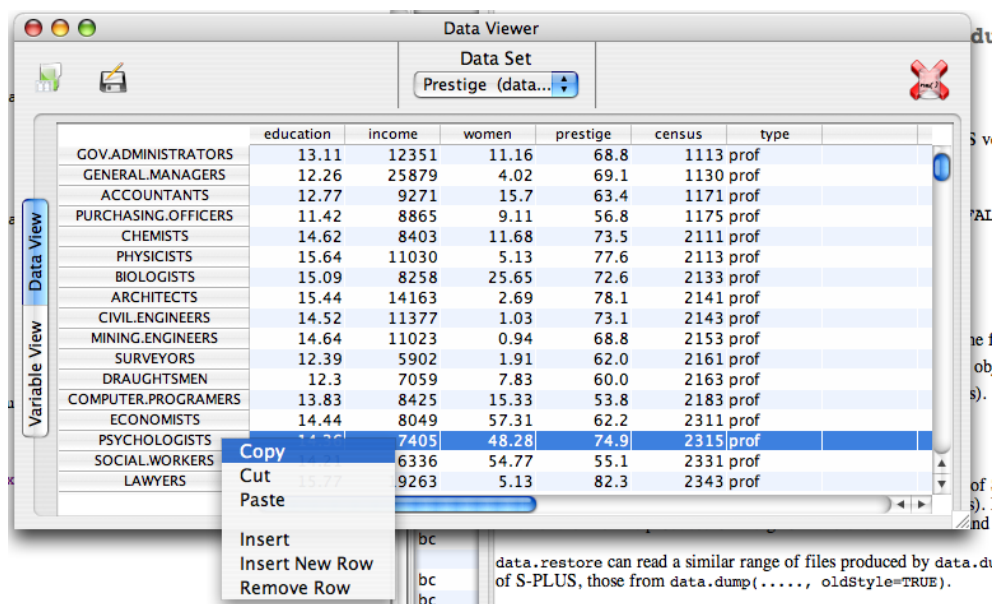 Data Viewer
Data Set
Prestige (data...
rm()
education income women prestige census type
GOV.ADMINISTRATORS 13.11 12351 11.16 68.8 1113 prof
GENERAL.MANAGERS 12.26 25879 4.02 69.1 1130 prof
ACCOUNTANTS 12.77 9271 15.7 63.4 1171 prof
PURCHASING.OFFICERS 11.42 8865 9.11 56.8 1175 prof
CHEMISTS 14.62 8403 11.68 73.5 2111 prof
PHYSICISTS 15.64 11030 5.13 77.6 2113 prof
BIOLOGISTS 15.09 8258 25.65 72.6 2133 prof
ARCHITECTS 15.44 14163 2.69 78.1 2141 prof
CIVIL.ENGINEERS 14.52 11377 1.03 73.1 2143 prof
MINING.ENGINEERS 14.64 11023 0.94 68.8 2153 prof
SURVEYORS 12.39 5902 1.91 62.0 2161 prof
DRAUGHTSMEN 12.3 7059 7.83 60.0 2163 prof
COMPUTER.PROGRAMERS 13.83 8425 15.33 53.8 2183 prof
ECONOMISTS 14.44 8049 57.31 62.2 2311 prof
PSYCHOLOGISTS 7405 48.28 74.9 2315 prof
SOCIAL.WORKERS 6336 54.77 55.1 2331 prof
LAWYERS 5.13 82.3 2343 prof
Data View
Variable View
Copy
Cut
Paste
Insert
Insert New Row
Remove Row
bc
bc
bc
data.restore can read a similar range of files produced by data.du
of S-PLUS, those from data.dump(....., oldStyle=TRUE).